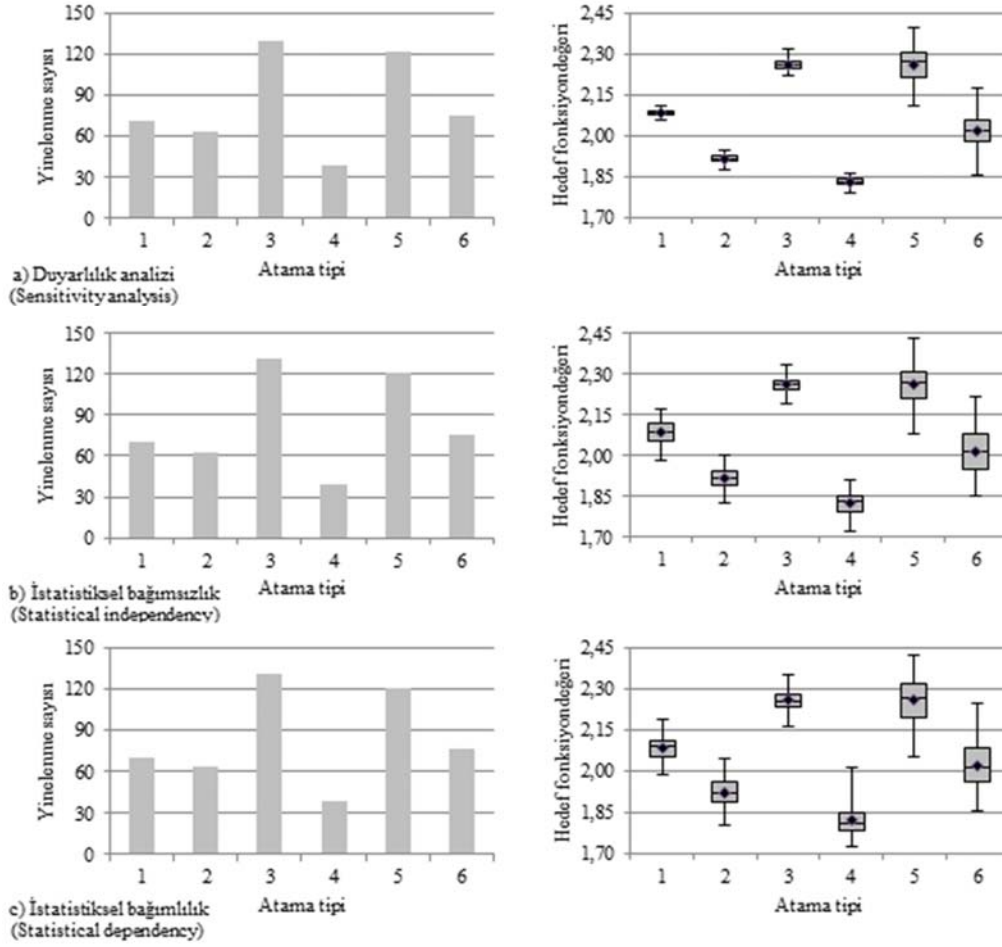 Yinelenme sayısı
150
120
90
60
30
0
1 2 3 4 5 6
Atama tipi
Hedef fonksiyondeğeri
2,45
2,30
2,15
2,00
1,85
1,70
1 2 3 4 5 6
Atama tipi
a) Duyarlılık analizi
(Sensitivity analysis)
Yinelenme sayısı
150
120
90
60
30
0
1 2 3 4 5 6
Atama tipi
Hedef fonksiyondeğeri
2,45
2,30
2,15
2,00
1,85
1,70
1 2 3 4 5 6
Atama tipi
b) İstatistiksel bağımsızlık
(Statistical independency)
Yinelenme sayısı
150
120
90
60
30
0
1 2 3 4 5 6
Atama tipi
Hedef fonksiyondeğeri
2,45
2,30
2,15
2,00
1,85
1,70
1 2 3 4 5 6
Atama tipi
c) İstatistiksel bağımlılık
(Statistical dependency)